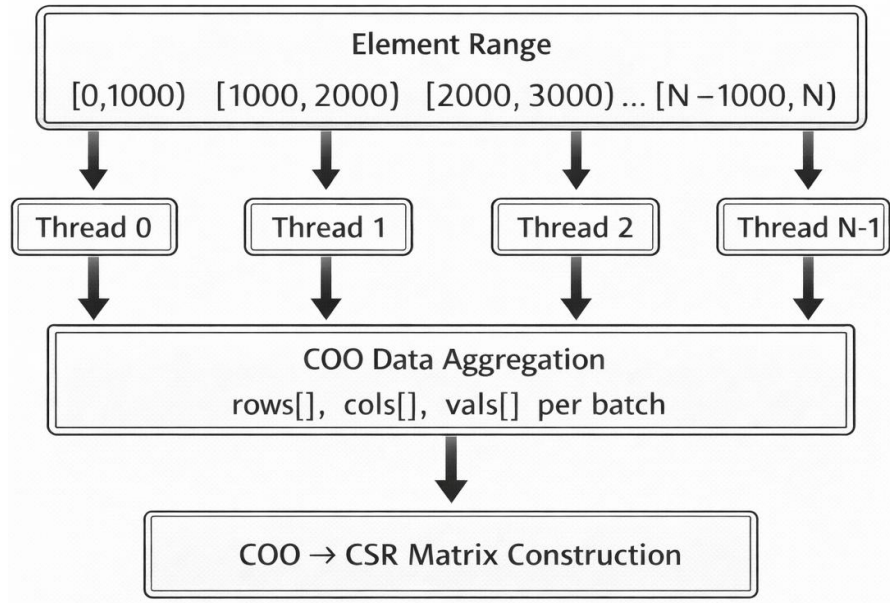 Element Range
[0,1000) [1000, 2000) [2000, 3000) ... [N – 1000, N)
Thread 0 Thread 1 Thread 2 Thread N-1
COO Data Aggregation
rows[], cols[], vals[] per batch
COO → CSR Matrix Construction